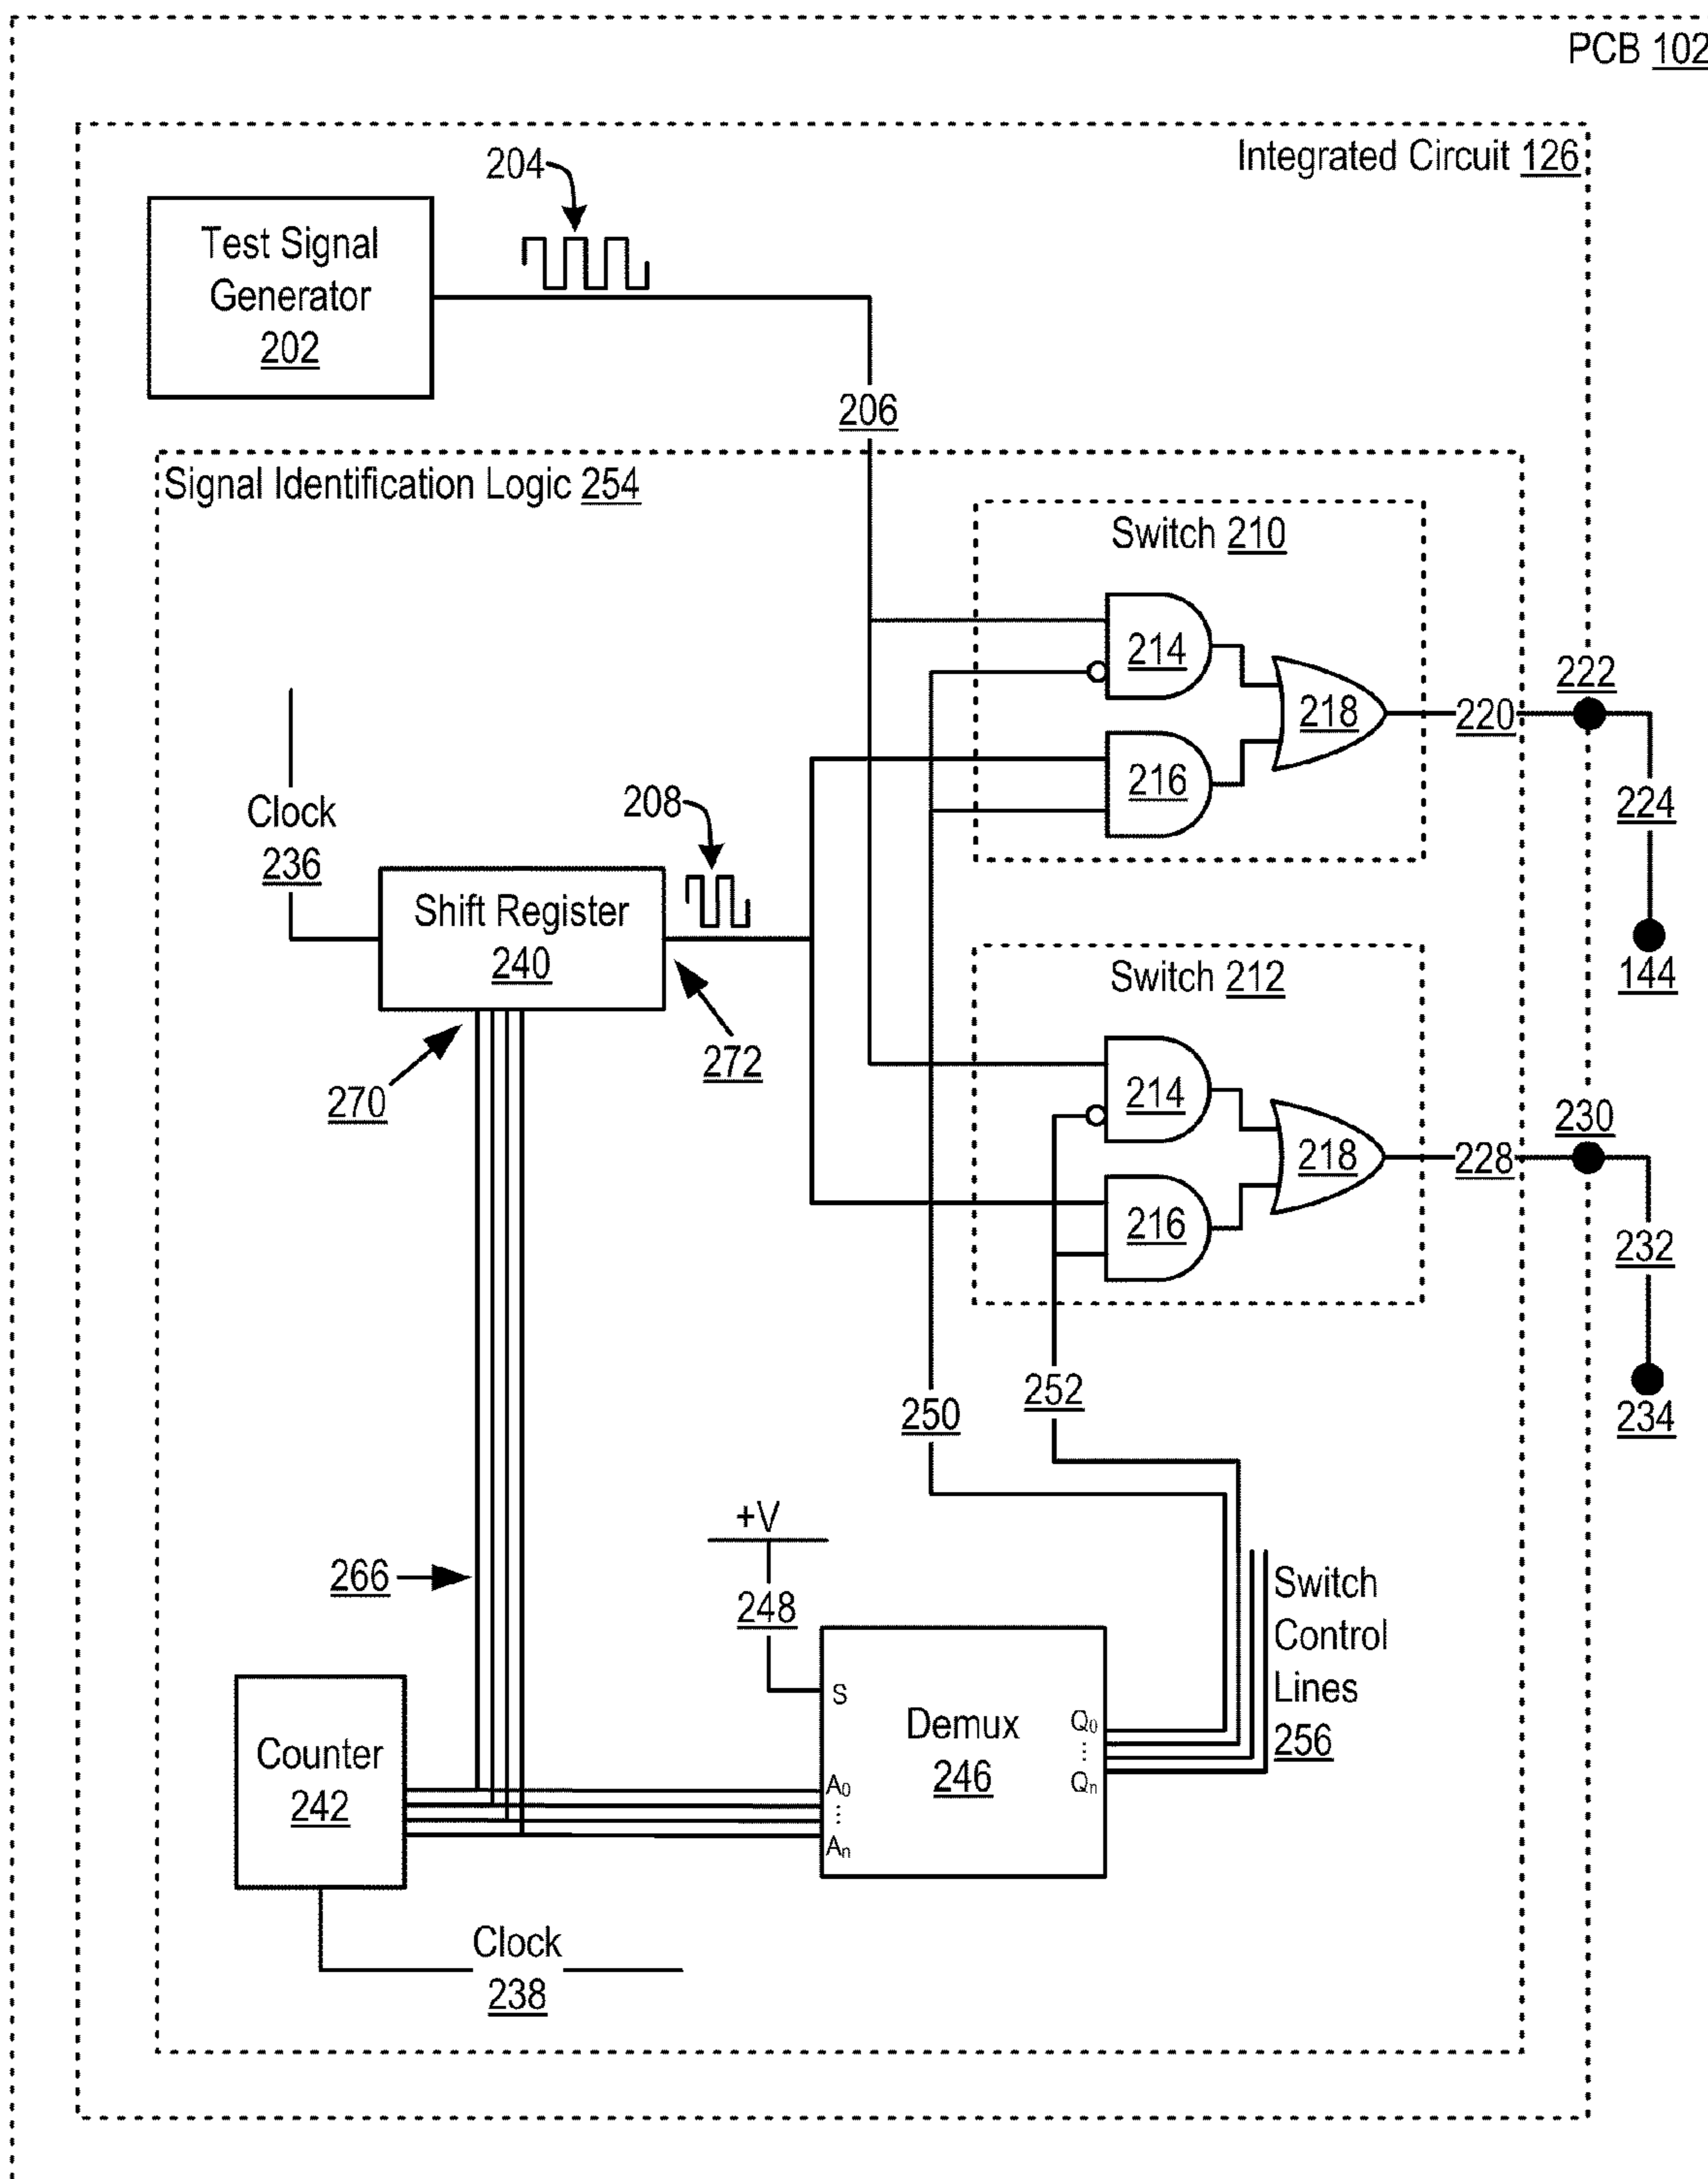 PCB 102
Integrated Circuit 126
204
Test Signal
Generator
202
206
Signal Identification Logic 254
Switch 210
214
216
218
220
222
224
144
Clock
236
208
Shift Register
240
272
270
Switch 212
214
216
218
228
230
232
234
252
250
+V
248
266
Switch
Control
Lines
256
S
Demux
246
Q0
⋮
Qn
A0
⋮
An
Counter
242
Clock
238